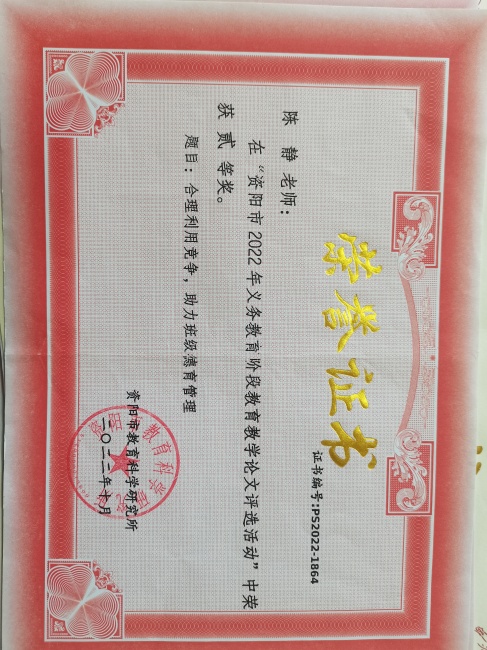 荣誉证书
证书编号:PS2022-1864
陈静老师:
在“资阳市2022年义务教育阶段教育教学论文评选活动”中荣
获贰等奖。
题目:合理利用竞争,助力班级德育管理
资阳市教育科学研究所
二〇二二年十月